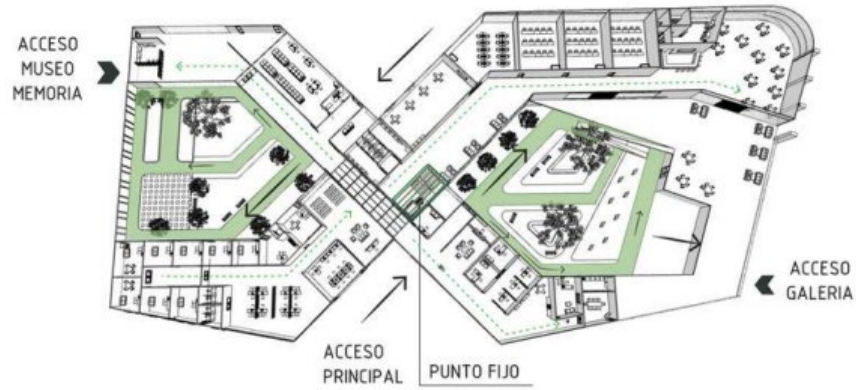 ACCESO
MUSEO
MEMORIA
ACCESO
GALERIA
ACCESO
PRINCIPAL
PUNTO FIJO